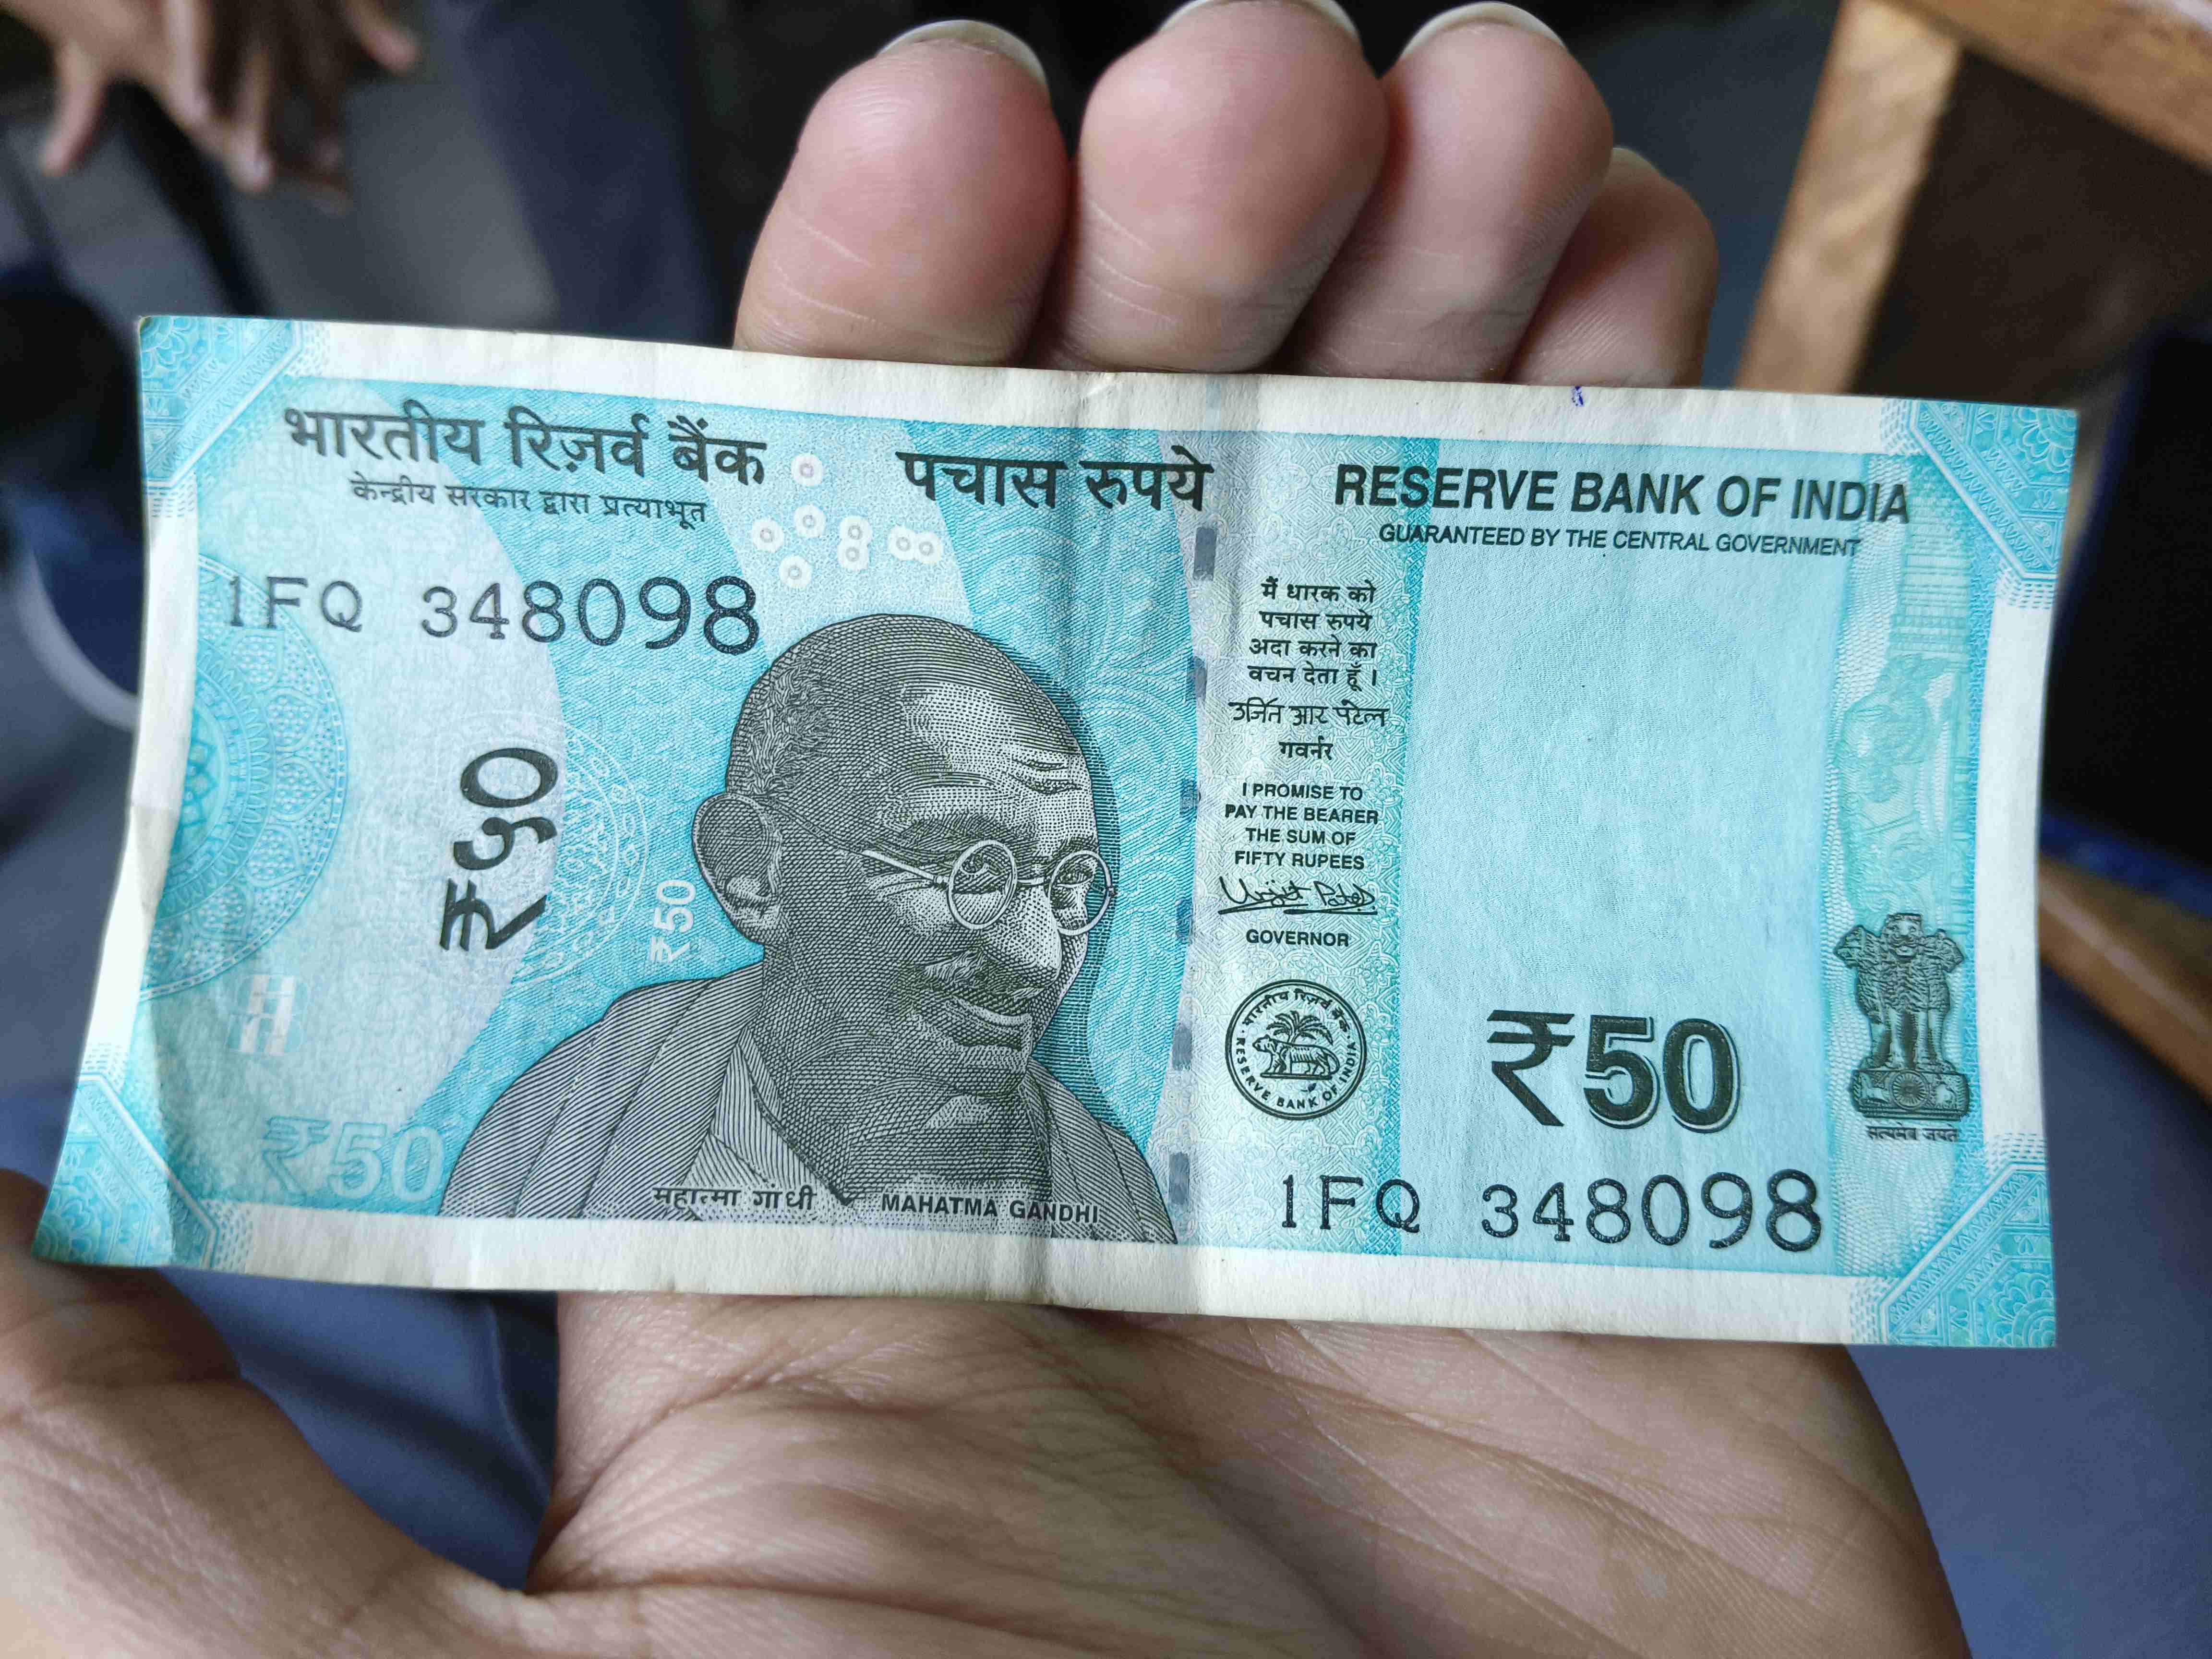 भारतीय रिज़र्व बैंक
केन्द्रीय सरकार द्वारा प्रत्याभूत
पचास रुपये
RESERVE BANK OF INDIA
GUARANTEED BY THE CENTRAL GOVERNMENT
1FQ 348098
₹५०
₹50
₹50
मैं धारक को
पचास रुपये
अदा करने का
वचन देता हूँ ।
उर्जित आर पटेल
गवर्नर
I PROMISE TO
PAY THE BEARER
THE SUM OF
FIFTY RUPEES
Urjit Patel
GOVERNOR
भारतीय रिज़र्व बैंक
RESERVE BANK OF INDIA
₹50
सत्यमेव जयते
1FQ 348098
महात्मा गांधी MAHATMA GANDHI